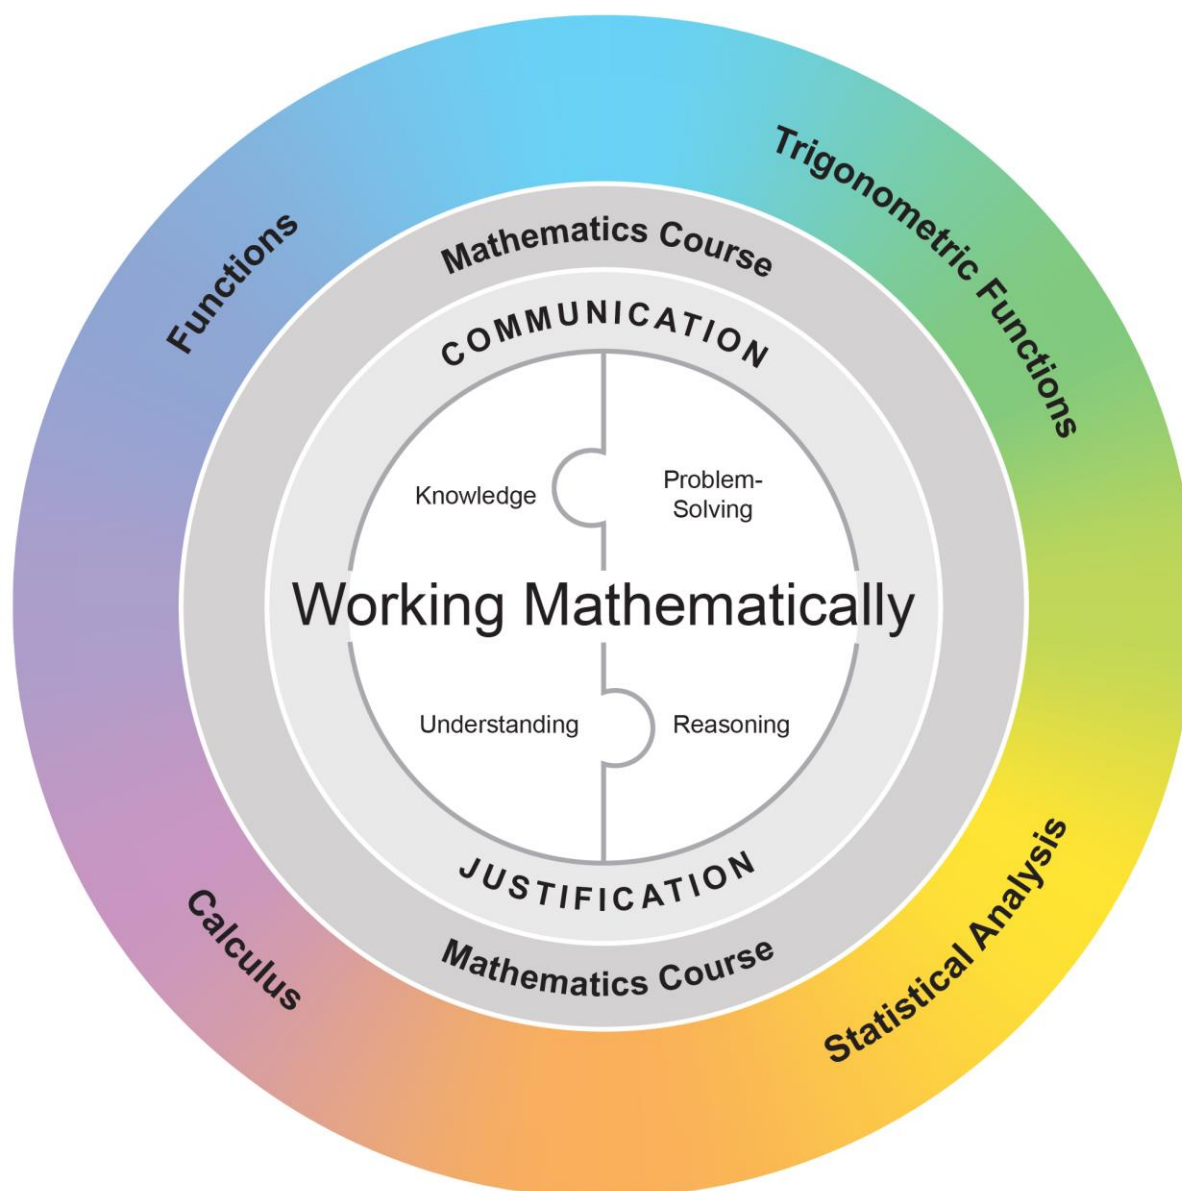 Functions
Trigonometric Functions
Mathematics Course
COMMUNICATION
Knowledge
Problem-
Solving
Working Mathematically
Understanding
Reasoning
JUSTIFICATION
Mathematics Course
Calculus
Statistical Analysis